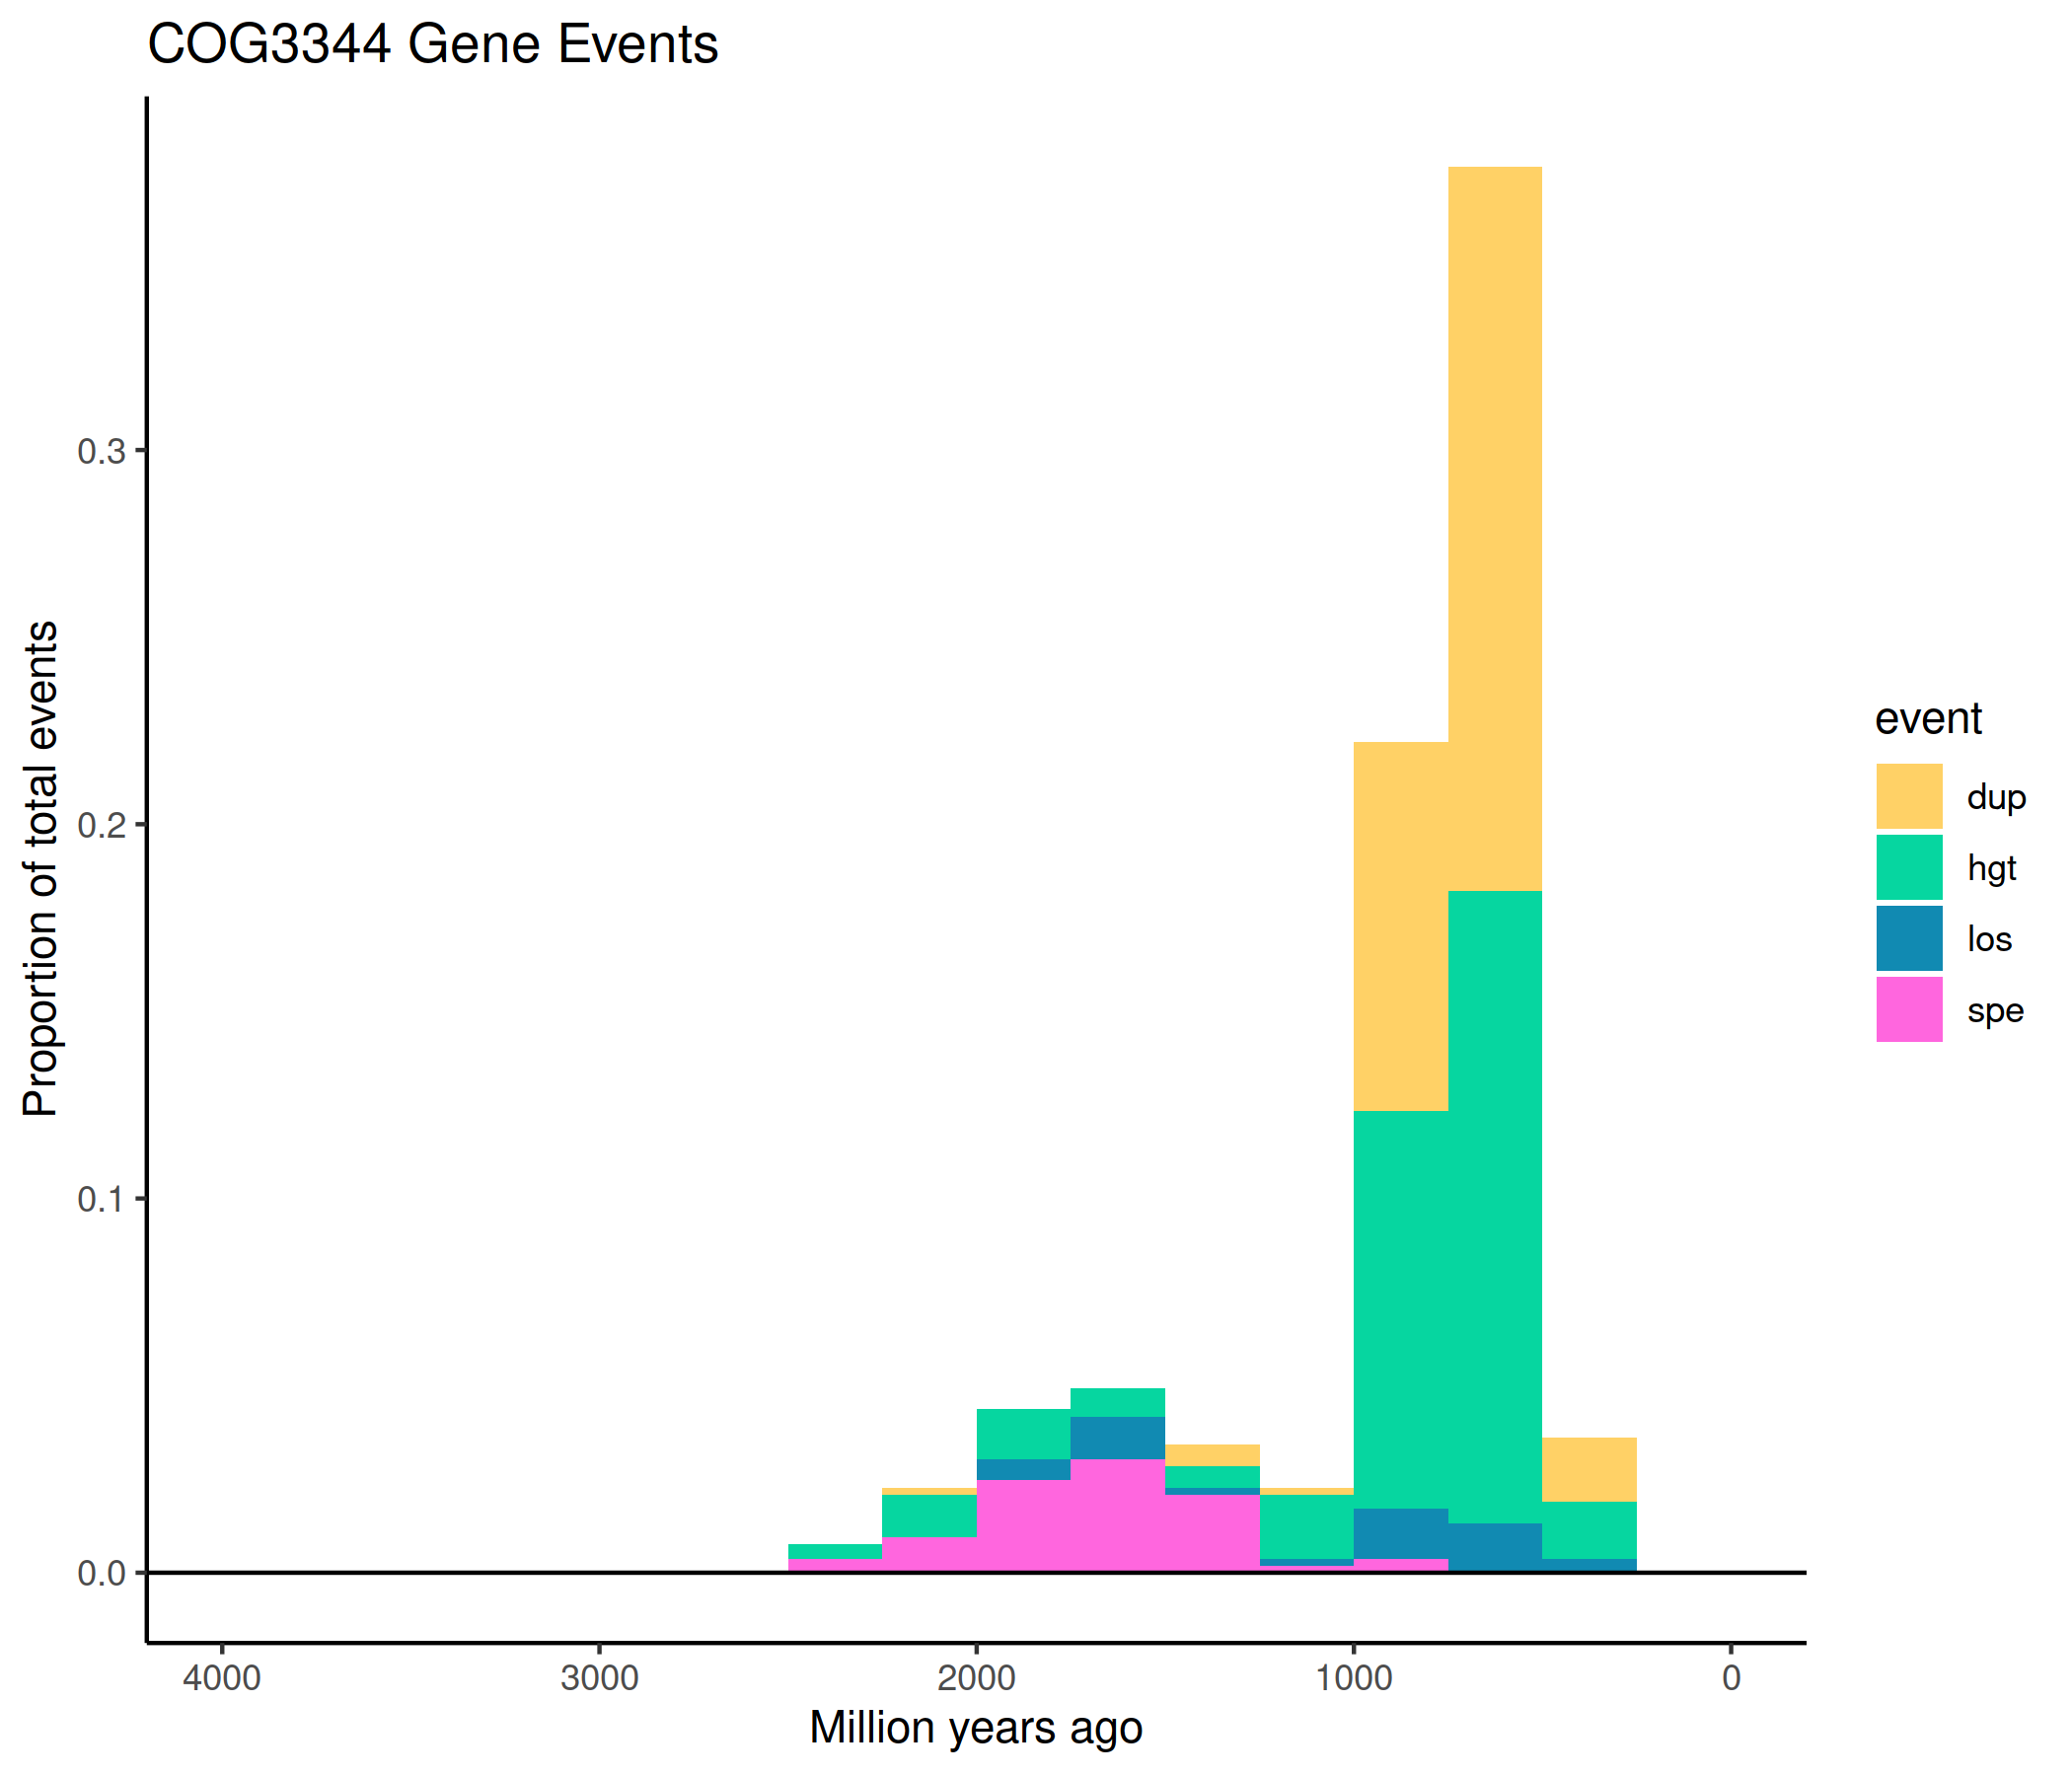 COG3344 Gene Events
Proportion of total events
0.3
0.2
0.1
0.0
4000 3000 2000 1000 0
Million years ago
event
dup
hgt
los
spe